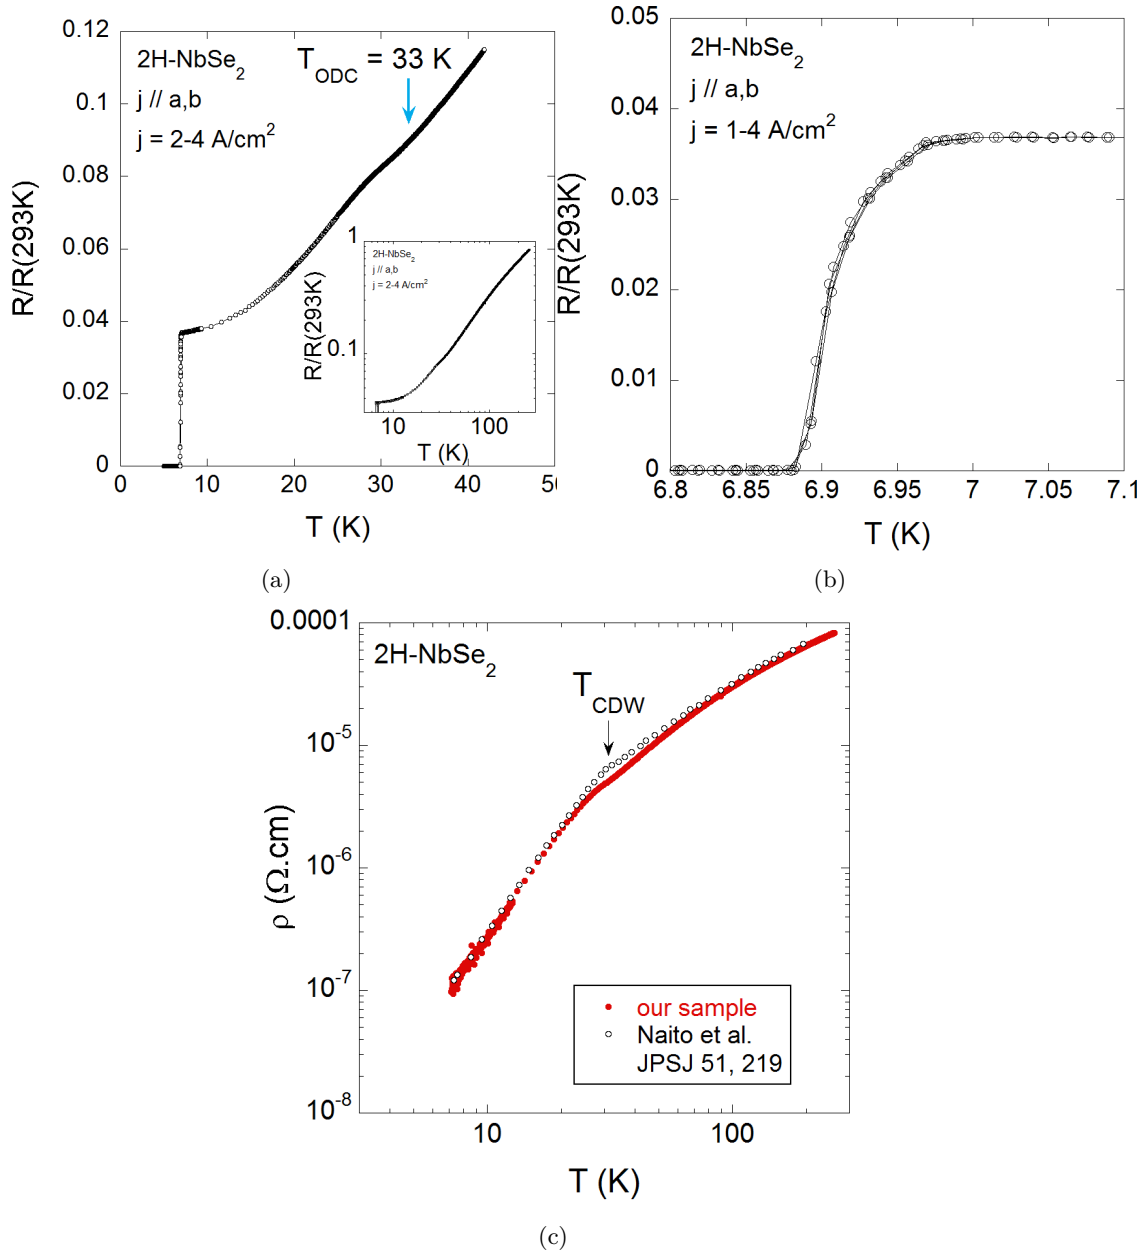 0.12
0.1
0.08
0.06
0.04
0.02
0
R/R(293K)
2H-NbSe2
j // a,b
j = 2-4 A/cm2
TODC = 33 K
0 10 20 30 40 50
T (K)
1
0.1
R/R(293K)
2H-NbSe2
j // a,b
j = 2-4 A/cm2
10 100
T (K)
(a)
0.05
0.04
0.03
0.02
0.01
0
R/R(293K)
2H-NbSe2
j // a,b
j = 1-4 A/cm2
6.8 6.85 6.9 6.95 7 7.05 7.1
T (K)
(b)
0.0001
10-5
10-6
10-7
10-8
ρ (Ω.cm)
2H-NbSe2
TCDW
our sample
Naito et al.
JPSJ 51, 219
10 100
T (K)
(c)